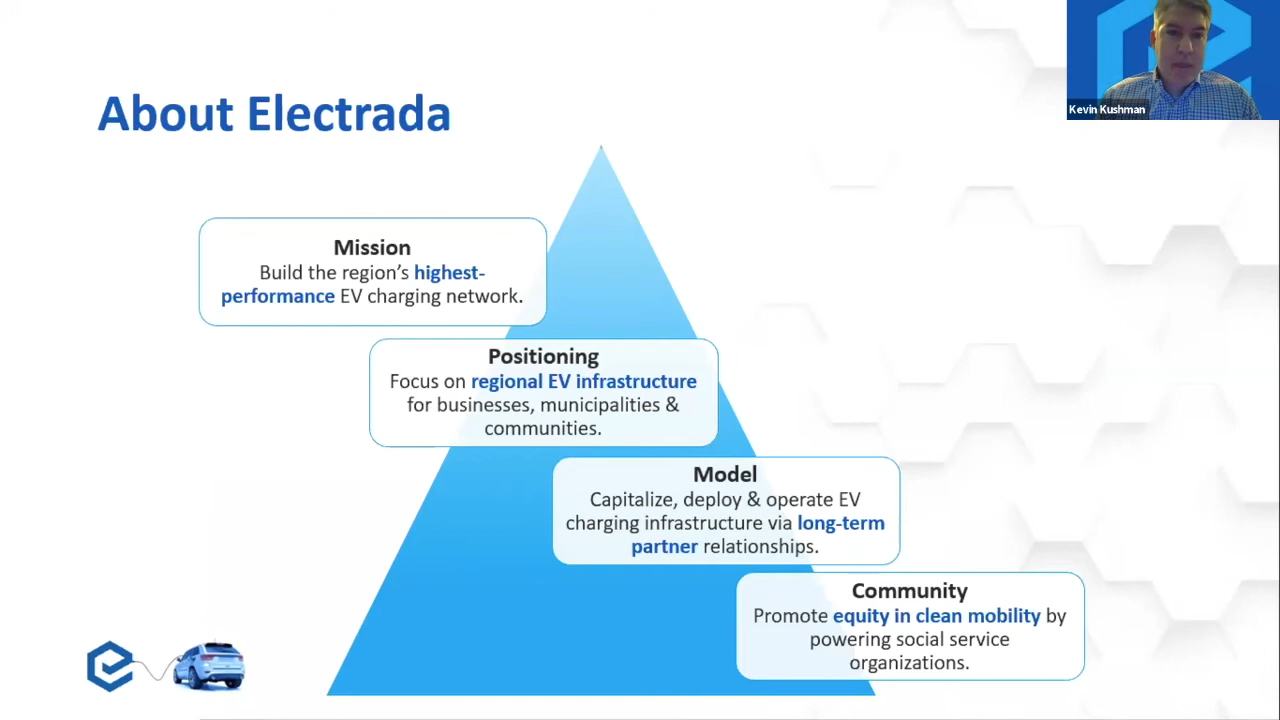 Kevin Kushman
About Electrada
Mission
Build the region’s highest-
performance EV charging network.
Positioning
Focus on regional EV infrastructure
for businesses, municipalities &
communities.
Model
Capitalize, deploy & operate EV
charging infrastructure via long-term
partner relationships.
Community
Promote equity in clean mobility by
powering social service
organizations.